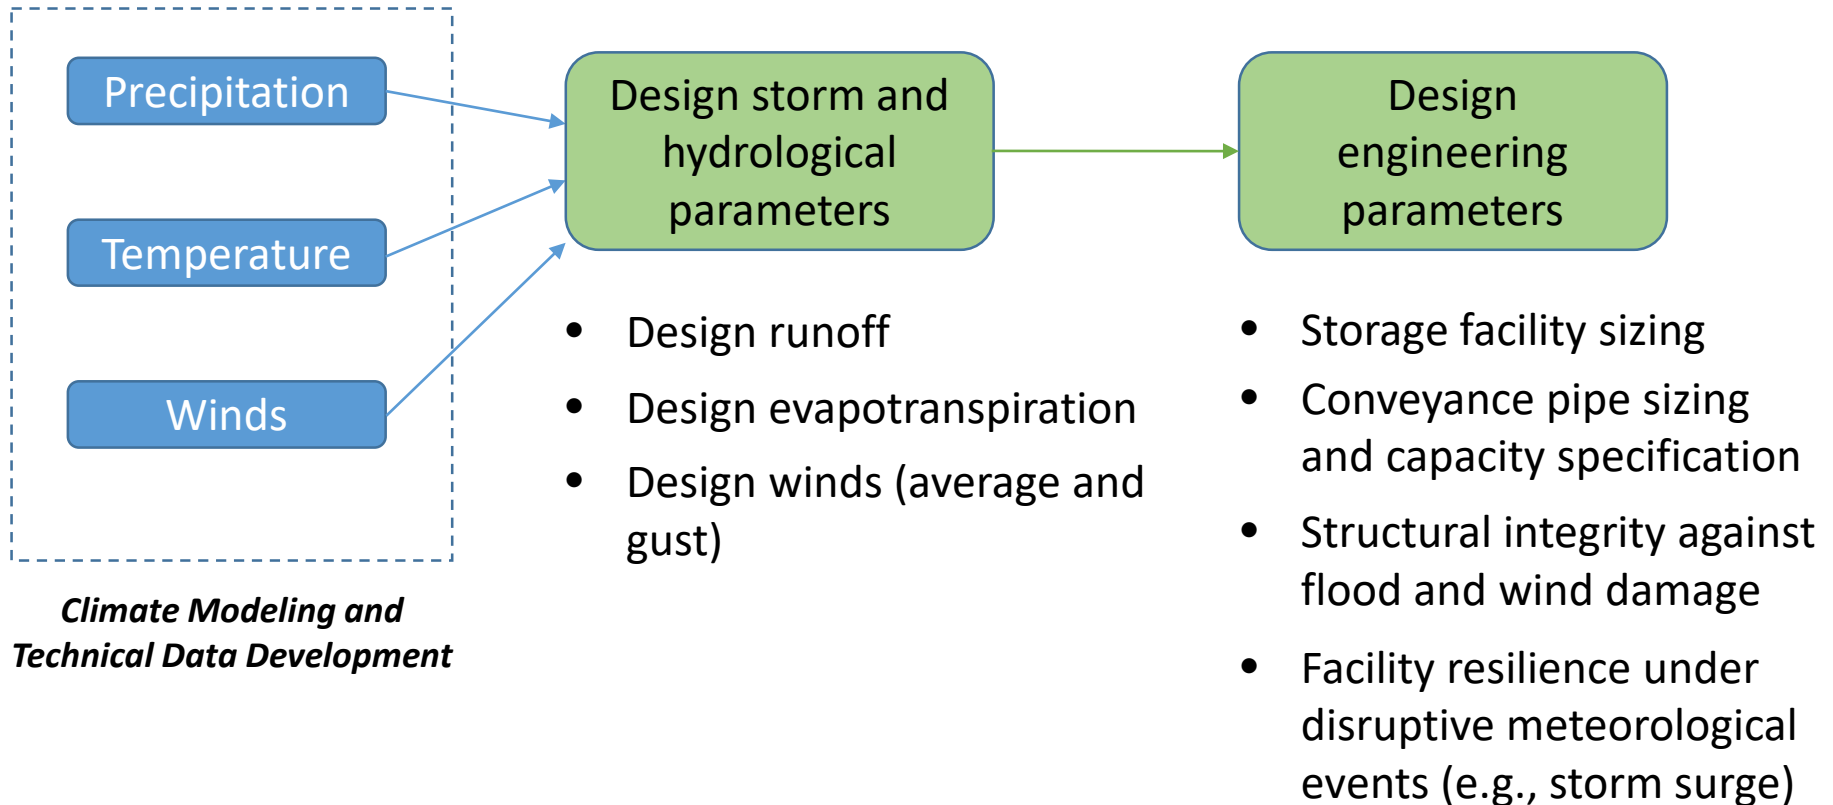 Precipitation
Temperature
Winds
Climate Modeling and
Technical Data Development
Design storm and
hydrological
parameters
• Design runoff
• Design evapotranspiration
• Design winds (average and
gust)
Design
engineering
parameters
• Storage facility sizing
• Conveyance pipe sizing
and capacity specification
• Structural integrity against
flood and wind damage
• Facility resilience under
disruptive meteorological
events (e.g., storm surge)